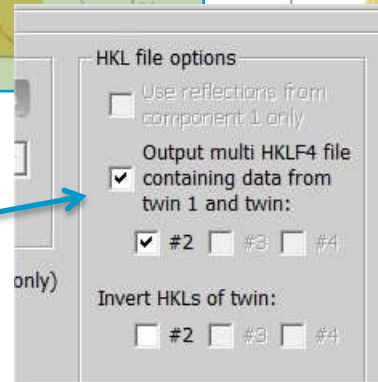 HKL file options
Use reflections from
component 1 only
Output multi HKLF4 file
containing data from
twin 1 and twin:
#2 #3 #4
only)
Invert HKLs of twin:
#2 #3 #4